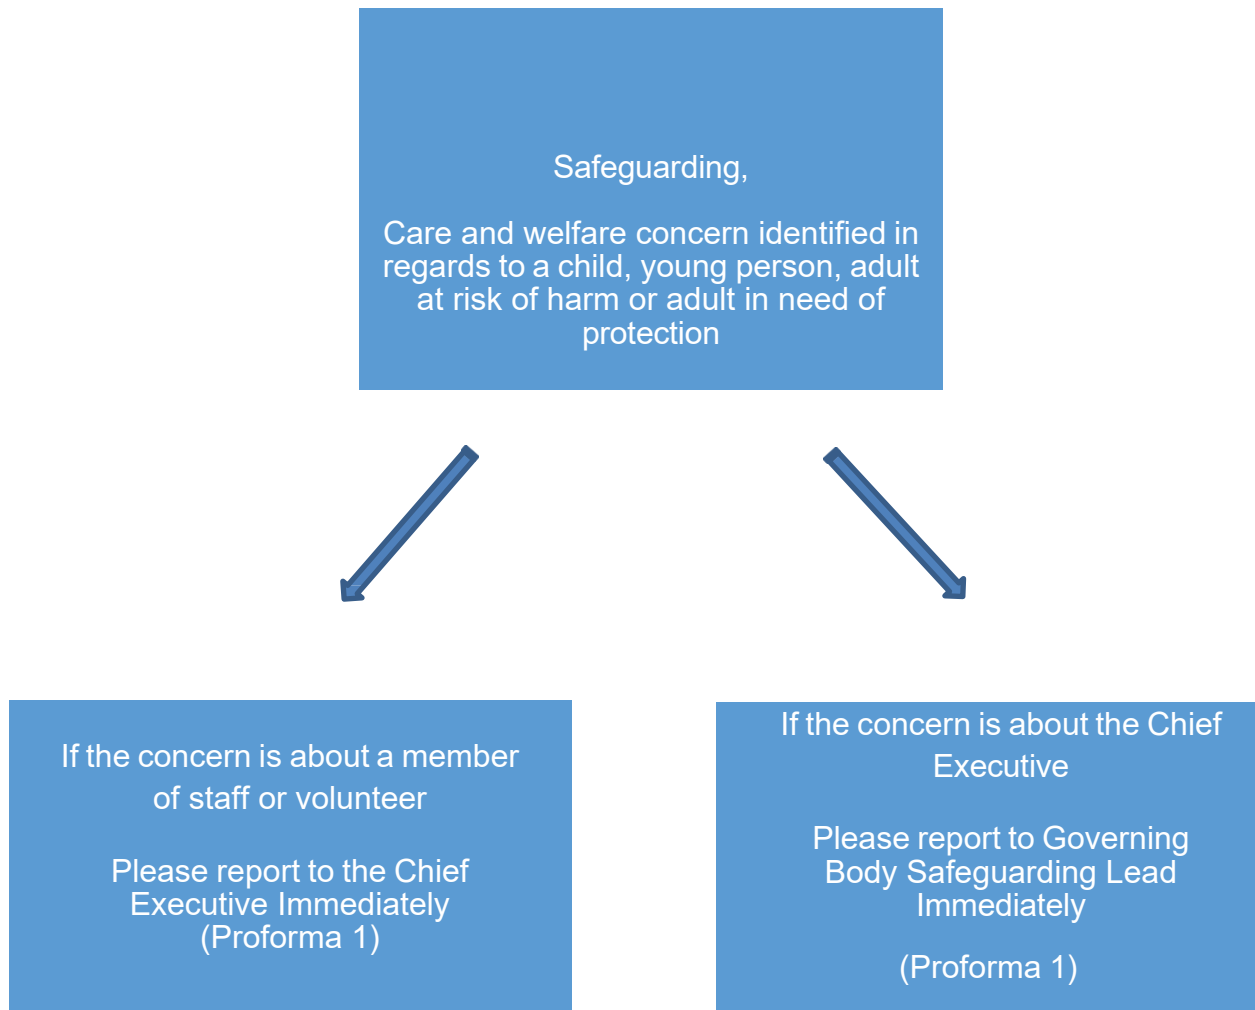 Safeguarding,
Care and welfare concern identified in
regards to a child, young person, adult
at risk of harm or adult in need of
protection
If the concern is about a member
of staff or volunteer
Please report to the Chief
Executive Immediately
(Proforma 1)
If the concern is about the Chief
Executive
Please report to Governing
Body Safeguarding Lead
Immediately
(Proforma 1)